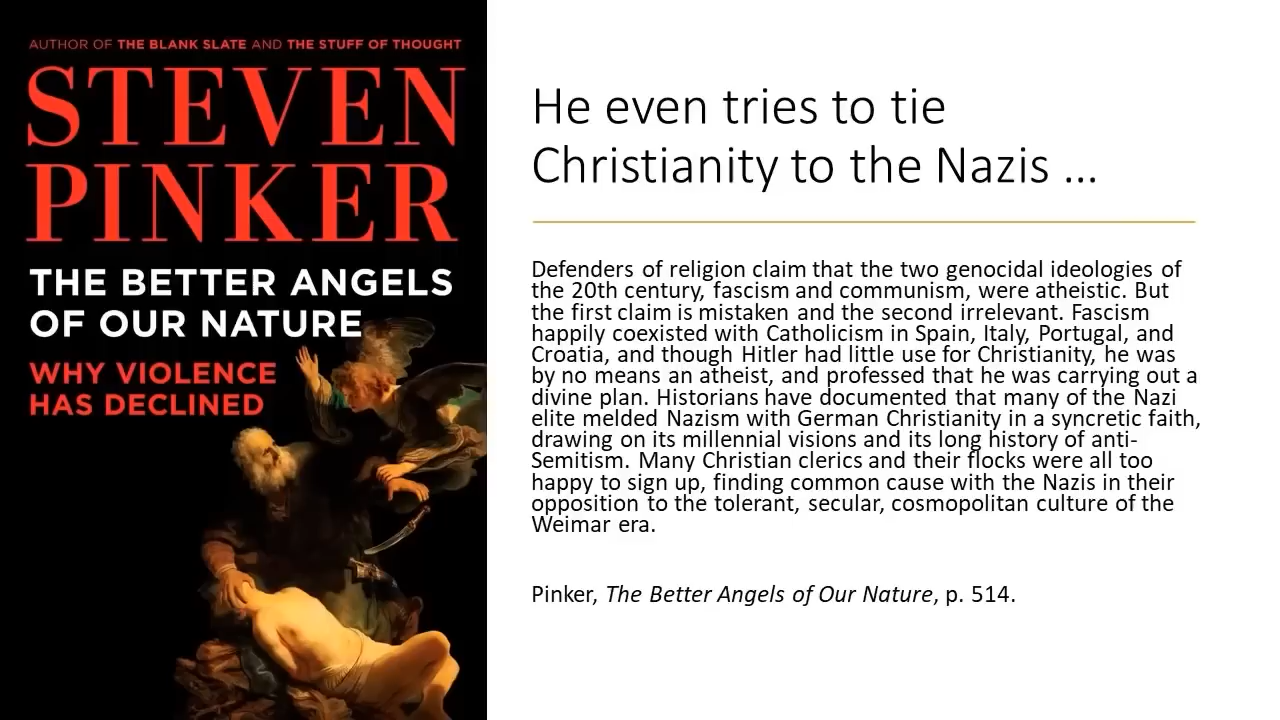 AUTHOR OF THE BLANK SLATE AND THE STUFF OF THOUGHT
STEVEN
PINKER
THE BETTER ANGELS
OF OUR NATURE
WHY VIOLENCE
HAS DECLINED
He even tries to tie
Christianity to the Nazis ...
Defenders of religion claim that the two genocidal ideologies of
the 20th century, fascism and communism, were atheistic. But
the first claim is mistaken and the second irrelevant. Fascism
happily coexisted with Catholicism in Spain, Italy, Portugal, and
Croatia, and though Hitler had little use for Christianity, he was
by no means an atheist, and professed that he was carrying out a
divine plan. Historians have documented that many of the Nazi
elite melded Nazism with German Christianity in a syncretic faith,
drawing on its millennial visions and its long history of anti-
Semitism. Many Christian clerics and their flocks were all too
happy to sign up, finding common cause with the Nazis in their
opposition to the tolerant, secular, cosmopolitan culture of the
Weimar era.
Pinker, The Better Angels of Our Nature, p. 514.